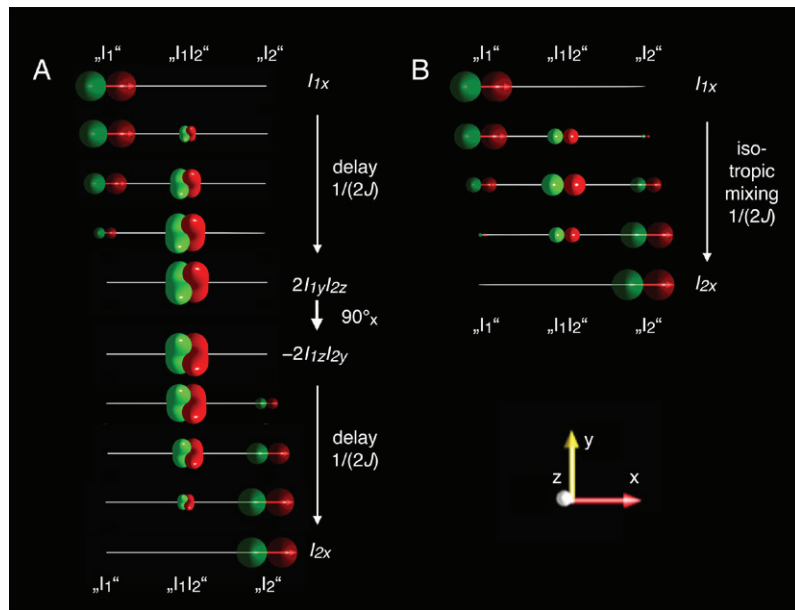 A
„I₁“ „I₁I₂“ „I₂“
I₁ₓ
delay
1/(2J)
2I₁yI₂z
90°ₓ
−2I₁zI₂y
delay
1/(2J)
I₂ₓ
„I₁“ „I₁I₂“ „I₂“
B
„I₁“ „I₁I₂“ „I₂“
I₁ₓ
iso-
tropic
mixing
1/(2J)
I₂ₓ
„I₁“ „I₁I₂“ „I₂“
y
z x